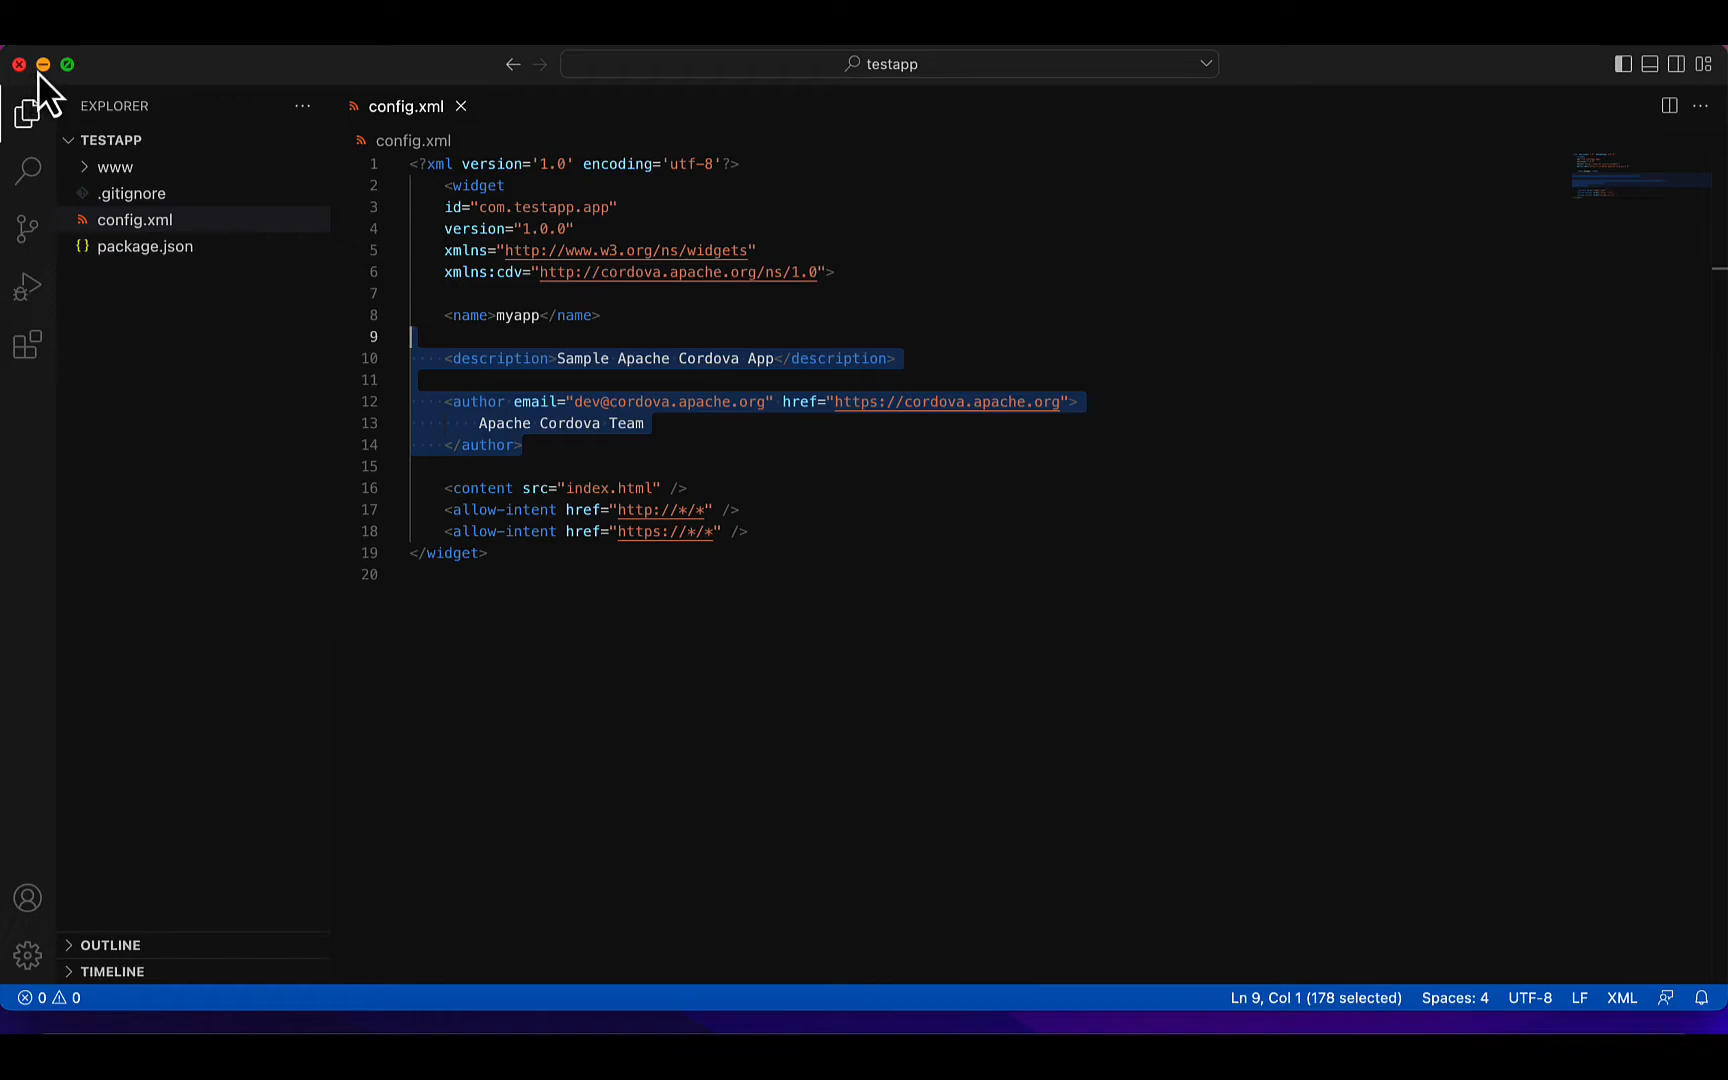 testapp
EXPLORER
TESTAPP
www
.gitignore
config.xml
package.json
OUTLINE
TIMELINE
config.xml
config.xml
1 <?xml version='1.0' encoding='utf-8'?>
2 <widget
3 id="com.testapp.app"
4 version="1.0.0"
5 xmlns="http://www.w3.org/ns/widgets"
6 xmlns:cdv="http://cordova.apache.org/ns/1.0">
7
8 <name>myapp</name>
9
10 <description>Sample Apache Cordova App</description>
11
12 <author email="dev@cordova.apache.org" href="https://cordova.apache.org">
13 Apache Cordova Team
14 </author>
15
16 <content src="index.html" />
17 <allow-intent href="http://*/*" />
18 <allow-intent href="https://*/*" />
19 </widget>
20
0 0 Ln 9, Col 1 (178 selected) Spaces: 4 UTF-8 LF XML